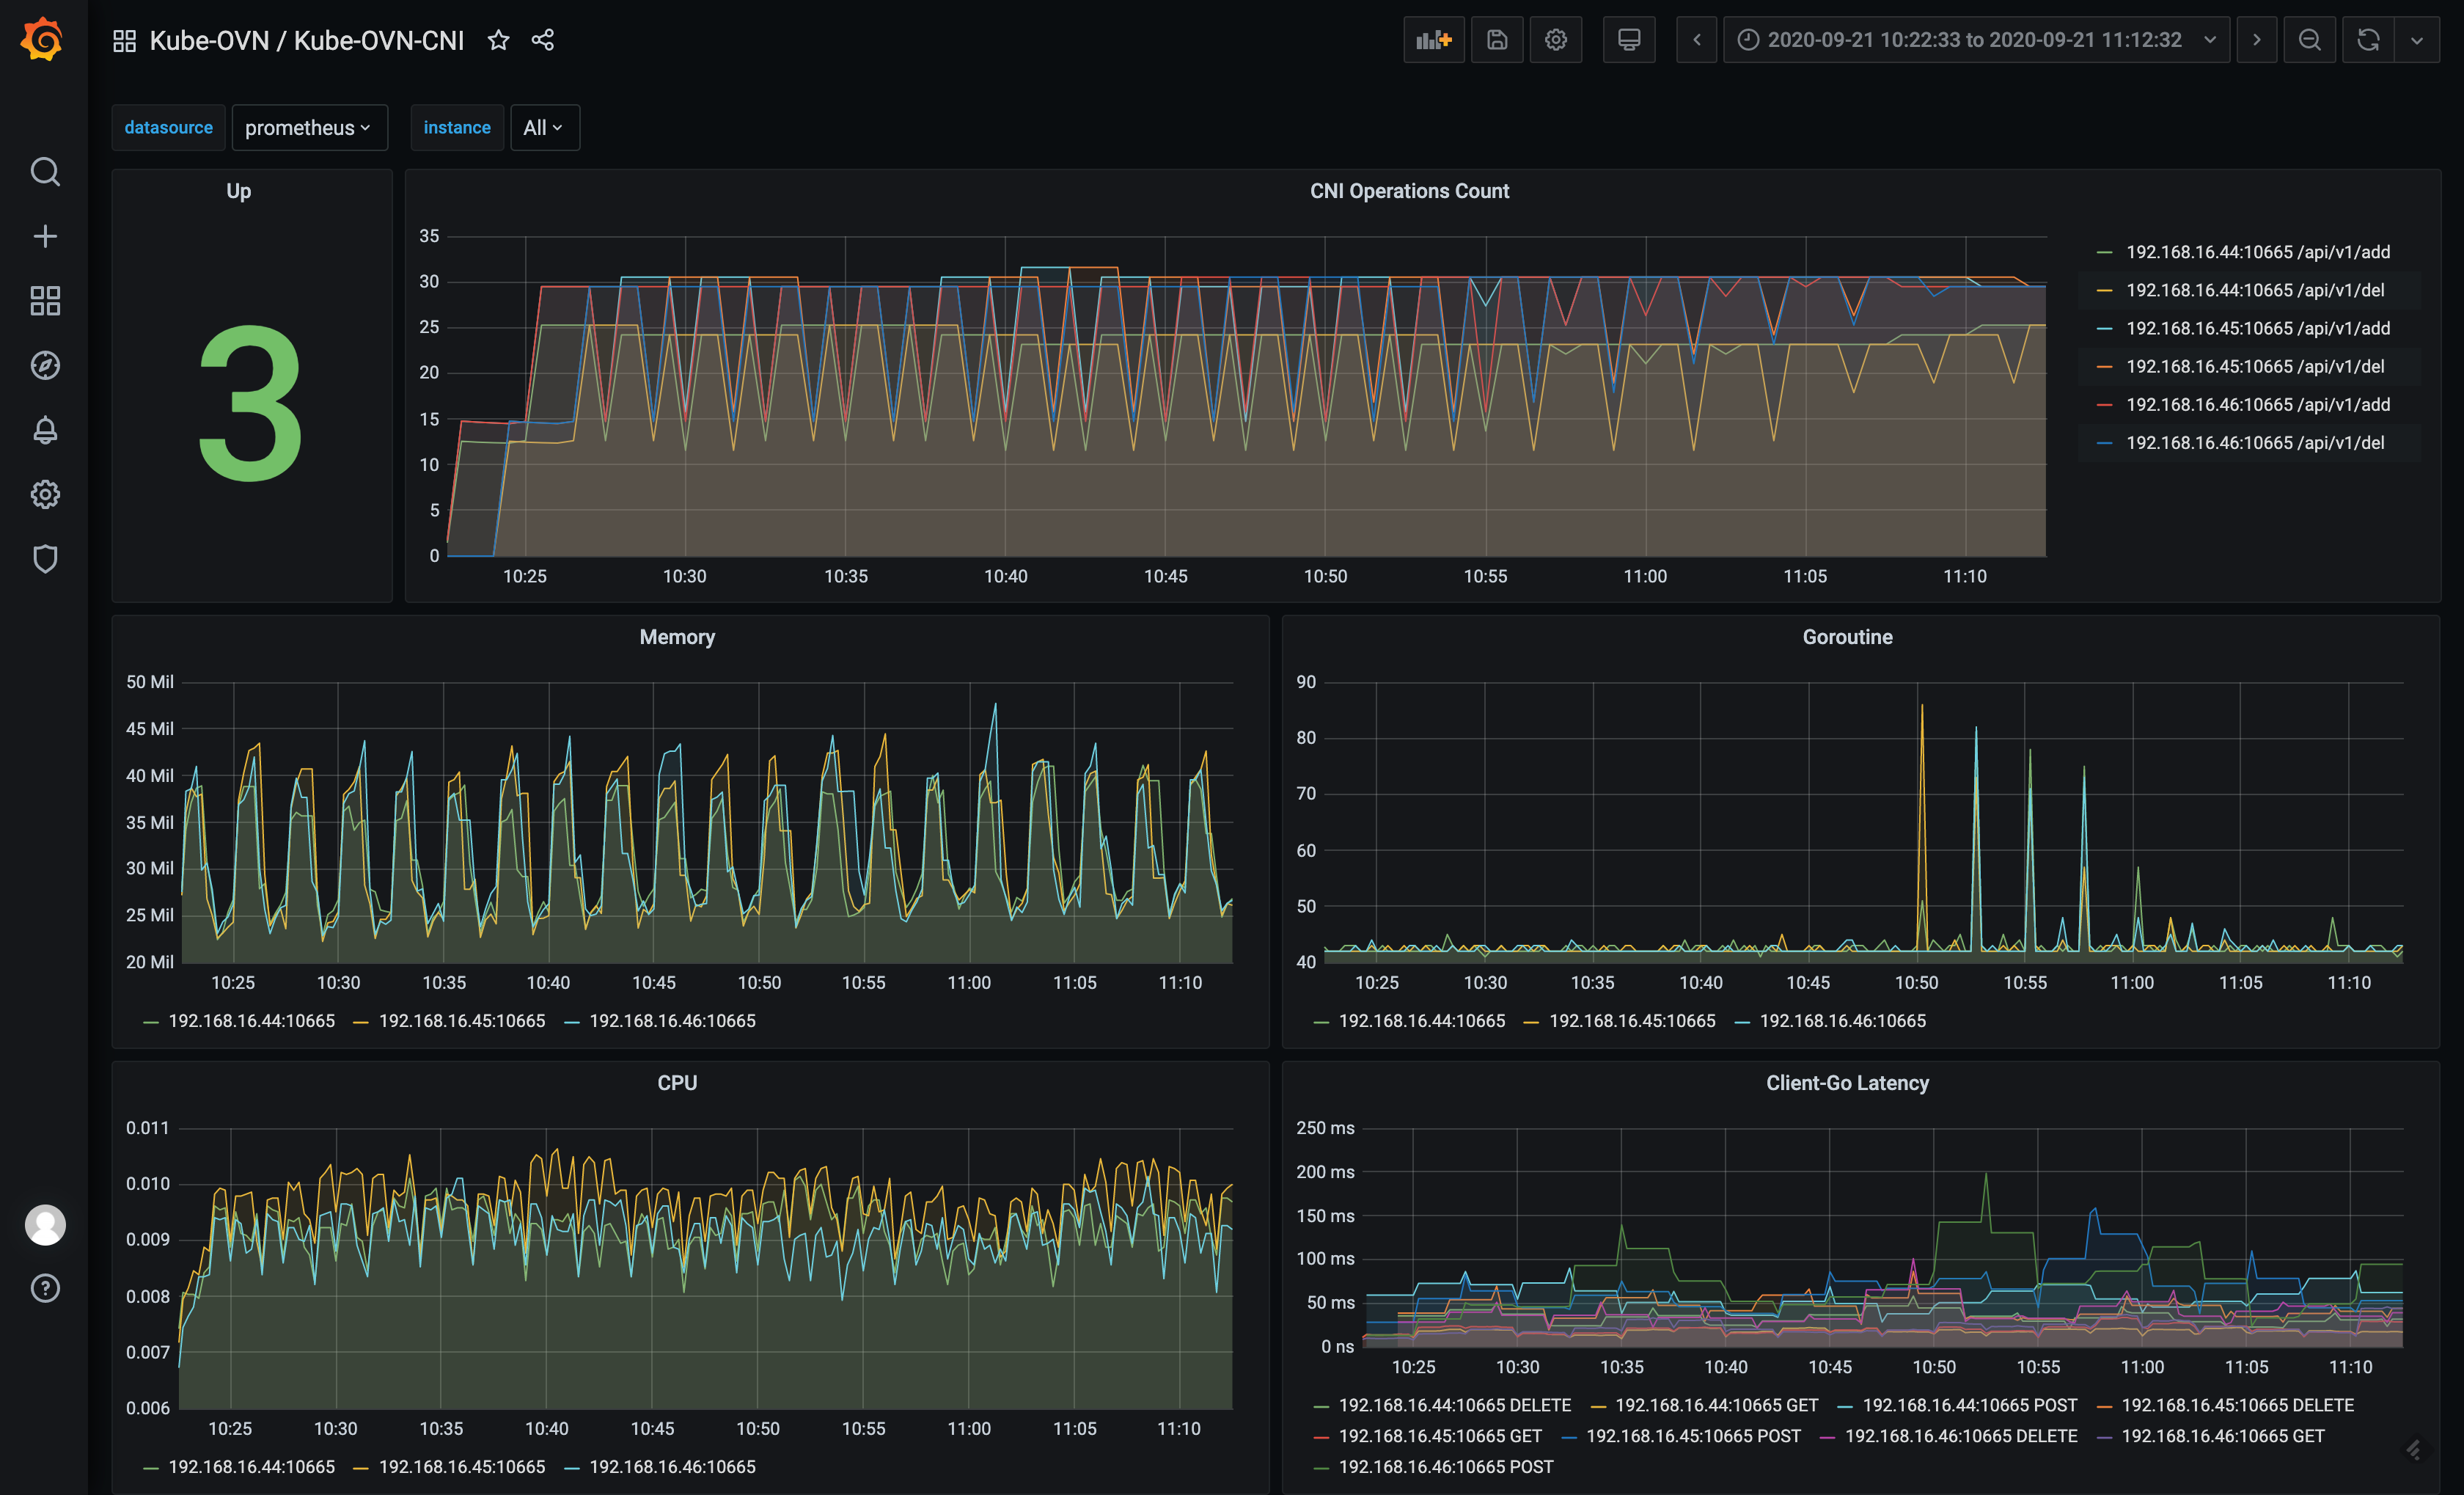 Kube-OVN / Kube-OVN-CNI
2020-09-21 10:22:33 to 2020-09-21 11:12:32
datasource prometheus instance All
Up
3
CNI Operations Count
35
30
25
20
15
10
5
0
10:25 10:30 10:35 10:40 10:45 10:50 10:55 11:00 11:05 11:10
192.168.16.44:10665 /api/v1/add
192.168.16.44:10665 /api/v1/del
192.168.16.45:10665 /api/v1/add
192.168.16.45:10665 /api/v1/del
192.168.16.46:10665 /api/v1/add
192.168.16.46:10665 /api/v1/del
Memory
50 Mil
45 Mil
40 Mil
35 Mil
30 Mil
25 Mil
20 Mil
10:25 10:30 10:35 10:40 10:45 10:50 10:55 11:00 11:05 11:10
192.168.16.44:10665 192.168.16.45:10665 192.168.16.46:10665
Goroutine
90
80
70
60
50
40
10:25 10:30 10:35 10:40 10:45 10:50 10:55 11:00 11:05 11:10
192.168.16.44:10665 192.168.16.45:10665 192.168.16.46:10665
CPU
0.011
0.010
0.009
0.008
0.007
0.006
10:25 10:30 10:35 10:40 10:45 10:50 10:55 11:00 11:05 11:10
192.168.16.44:10665 192.168.16.45:10665 192.168.16.46:10665
Client-Go Latency
250 ms
200 ms
150 ms
100 ms
50 ms
0 ns
10:25 10:30 10:35 10:40 10:45 10:50 10:55 11:00 11:05 11:10
192.168.16.44:10665 DELETE 192.168.16.44:10665 GET 192.168.16.44:10665 POST 192.168.16.45:10665 DELETE
192.168.16.45:10665 GET 192.168.16.45:10665 POST 192.168.16.46:10665 DELETE 192.168.16.46:10665 GET
192.168.16.46:10665 POST